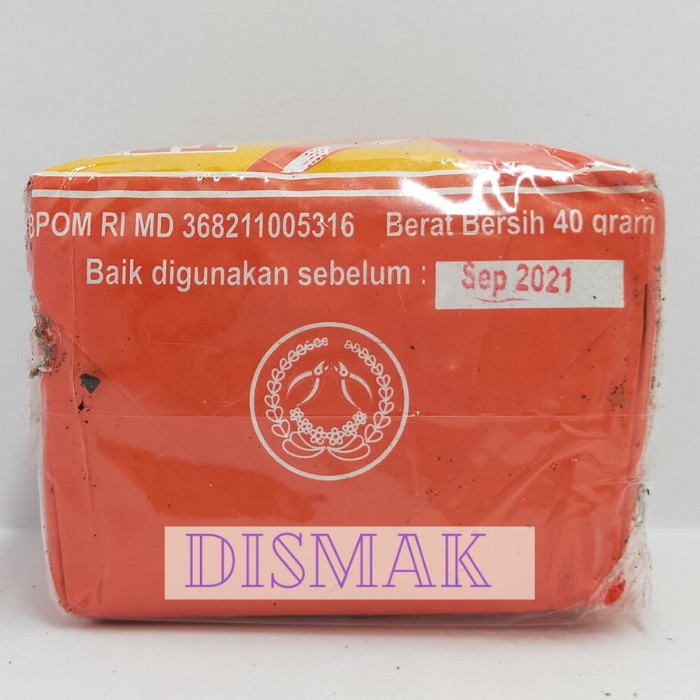 BPOM RI MD 368211005316 Berat Bersih 40 gram
Baik digunakan sebelum : Sep 2021
DISMAK